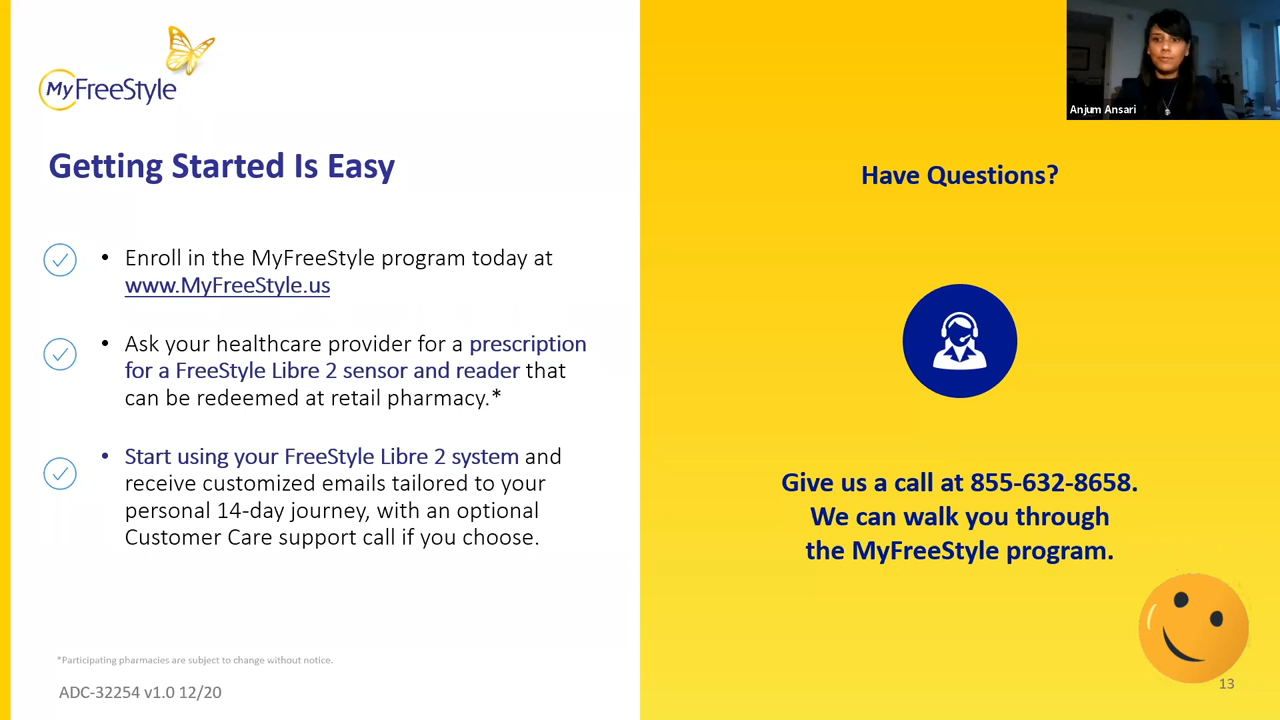 MyFreeStyle
Getting Started Is Easy
• Enroll in the MyFreeStyle program today at
www.MyFreeStyle.us
• Ask your healthcare provider for a prescription
for a FreeStyle Libre 2 sensor and reader that
can be redeemed at retail pharmacy.*
• Start using your FreeStyle Libre 2 system and
receive customized emails tailored to your
personal 14-day journey, with an optional
Customer Care support call if you choose.
*Participating pharmacies are subject to change without notice.
ADC-32254 v1.0 12/20
Anjum Ansari
Have Questions?
Give us a call at 855-632-8658.
We can walk you through
the MyFreeStyle program.
13